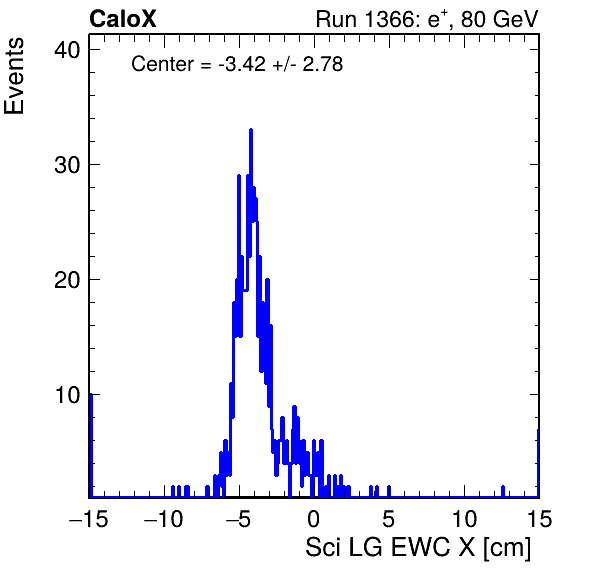 CaloX Run 1366: e+, 80 GeV
Events
Center = -3.42 +/- 2.78
40
30
20
10
−15 −10 −5 0 5 10 15
Sci LG EWC X [cm]